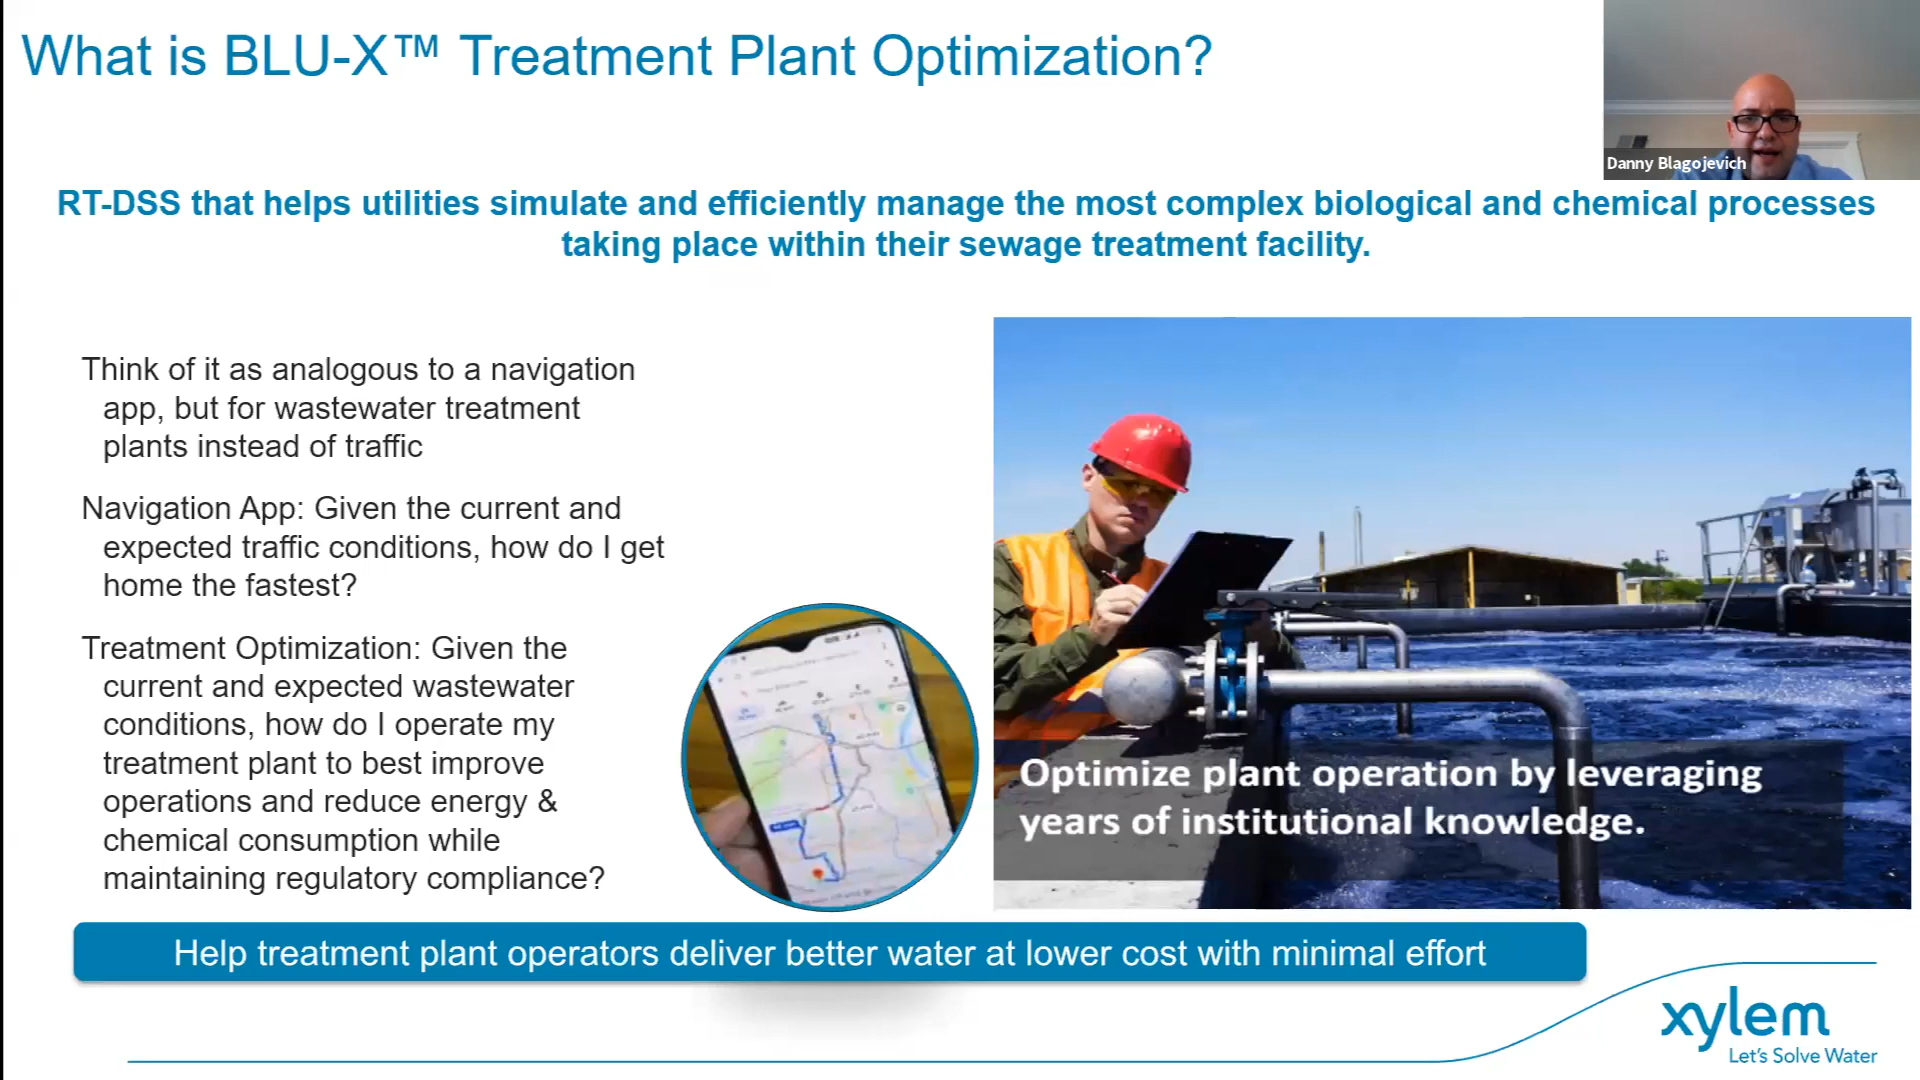 What is BLU-X™ Treatment Plant Optimization?
Danny Blagojevich
RT-DSS that helps utilities simulate and efficiently manage the most complex biological and chemical processes
taking place within their sewage treatment facility.
Think of it as analogous to a navigation
app, but for wastewater treatment
plants instead of traffic
Navigation App: Given the current and
expected traffic conditions, how do I get
home the fastest?
Treatment Optimization: Given the
current and expected wastewater
conditions, how do I operate my
treatment plant to best improve
operations and reduce energy &
chemical consumption while
maintaining regulatory compliance?
Optimize plant operation by leveraging
years of institutional knowledge.
Help treatment plant operators deliver better water at lower cost with minimal effort
xylem
Let's Solve Water